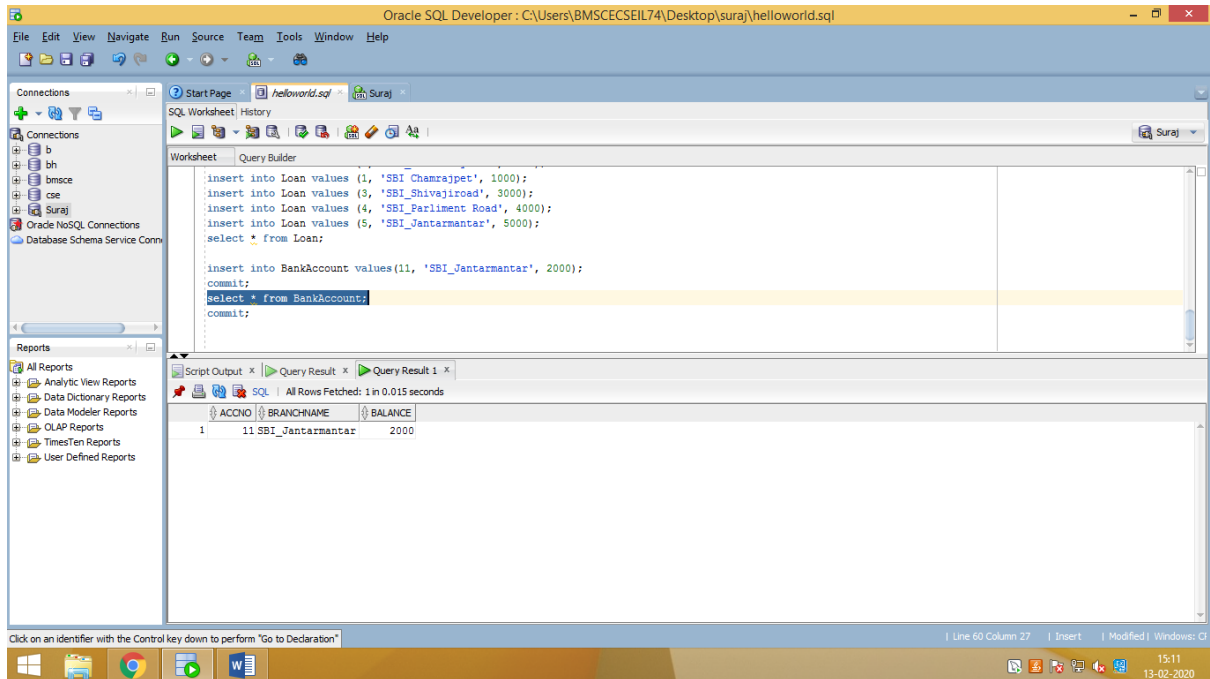 Oracle SQL Developer : C:\Users\BMSCECSEIL74\Desktop\suraj\helloworld.sql
File Edit View Navigate Run Source Team Tools Window Help
Connections
Start Page helloworld.sql Suraj
SQL Worksheet History
Suraj
Worksheet Query Builder
Connections
b
bh
bmsce
cse
Suraj
Oracle NoSQL Connections
Database Schema Service Conn
insert into Loan values (1, 'SBI Chamrajpet', 1000);
insert into Loan values (3, 'SBI_Shivajiroad', 3000);
insert into Loan values (4, 'SBI_Parliment Road', 4000);
insert into Loan values (5, 'SBI_Jantarmantar', 5000);
select * from Loan;
insert into BankAccount values(11, 'SBI_Jantarmantar', 2000);
commit;
select * from BankAccount;
commit;
Reports
All Reports
Analytic View Reports
Data Dictionary Reports
Data Modeler Reports
OLAP Reports
TimesTen Reports
User Defined Reports
Script Output x Query Result x Query Result 1 x
SQL | All Rows Fetched: 1 in 0.015 seconds
ACCNO BRANCHNAME BALANCE
1 11 SBI_Jantarmantar 2000
Click on an identifier with the Control key down to perform "Go to Declaration"
| Line 60 Column 27 | Insert | Modified | Windows: C
15:11
13-02-2020